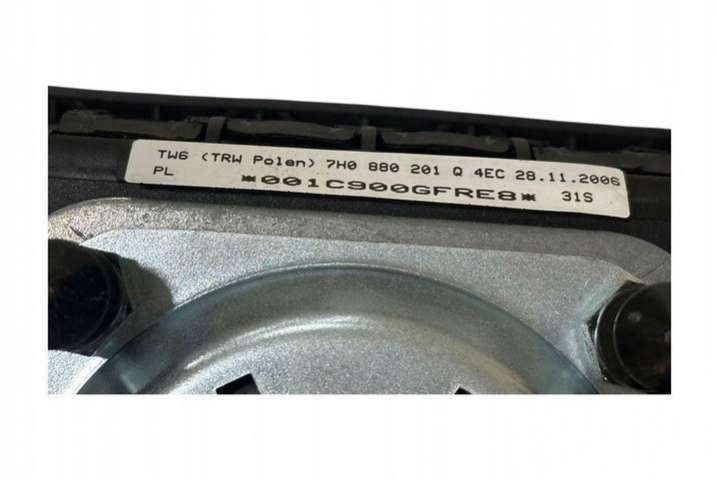 TW6 (TRW Polen) 7H0 880 201 Q 4EC 28.11.2006
PL *001C900GFRE8* 31S